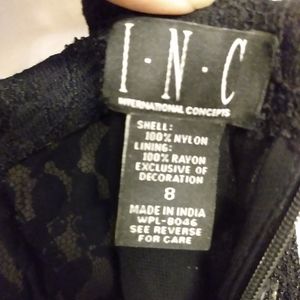 I·N·C
INTERNATIONAL CONCEPTS
SHELL:
100% NYLON
LINING:
100% RAYON
EXCLUSIVE OF
DECORATION
8
MADE IN INDIA
WPL-8046
SEE REVERSE
FOR CARE